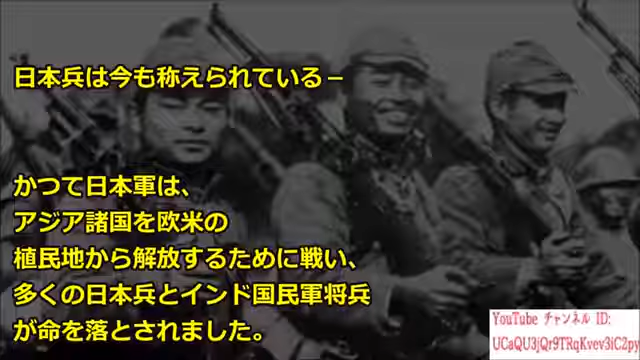 日本兵は今も称えられている－
かつて日本軍は、
アジア諸国を欧米の
植民地から解放するために戦い、
多くの日本兵とインド国民軍将兵
が命を落とされました。
YouTube チャンネル ID:
UCaQU3jQr9TRqKvev3iC2py